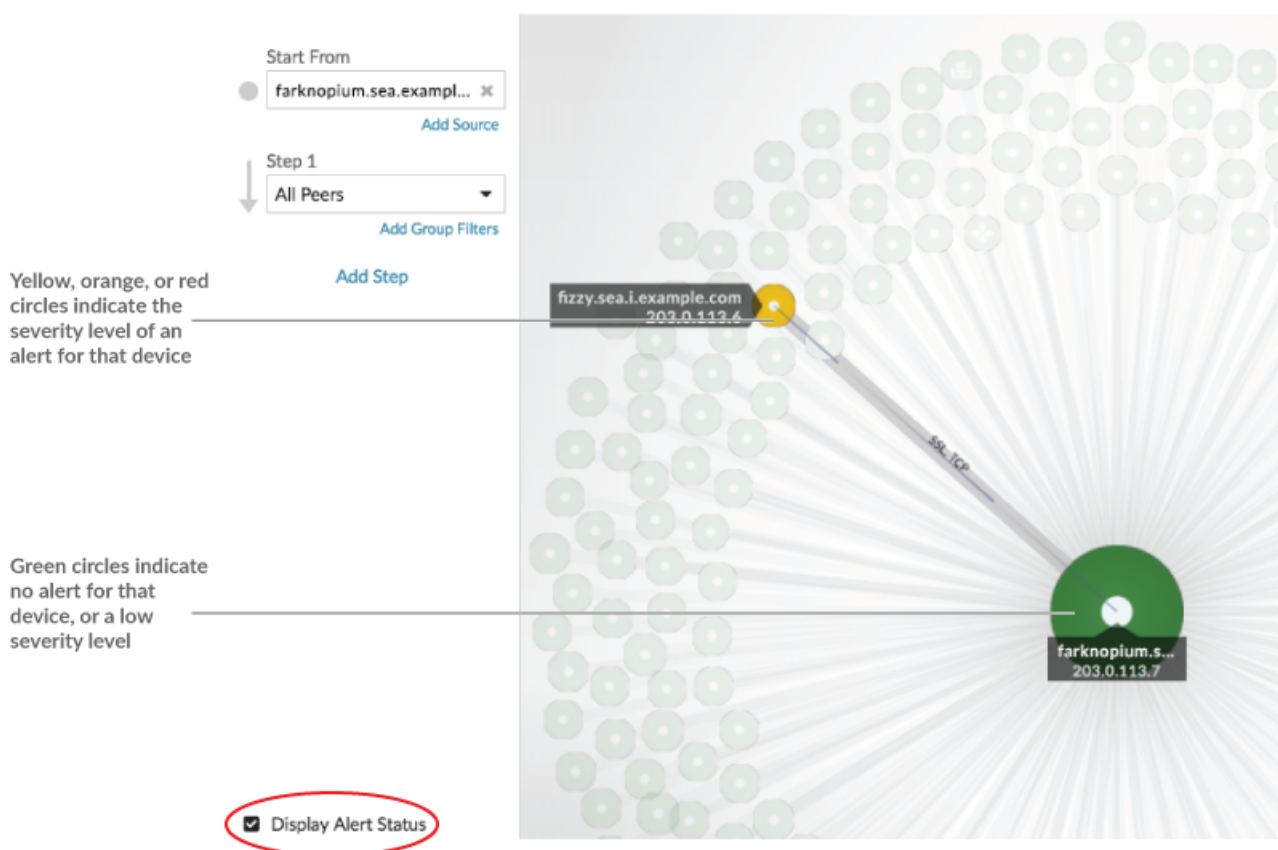 Start From
farknopium.sea.exampl...
Add Source
Step 1
All Peers
Add Group Filters
Add Step
Yellow, orange, or red
circles indicate the
severity level of an
alert for that device
fizzy.sea.i.example.com
203.0.113.6
SSL, TCP
Green circles indicate
no alert for that
device, or a low
severity level
farknopium.s...
203.0.113.7
Display Alert Status